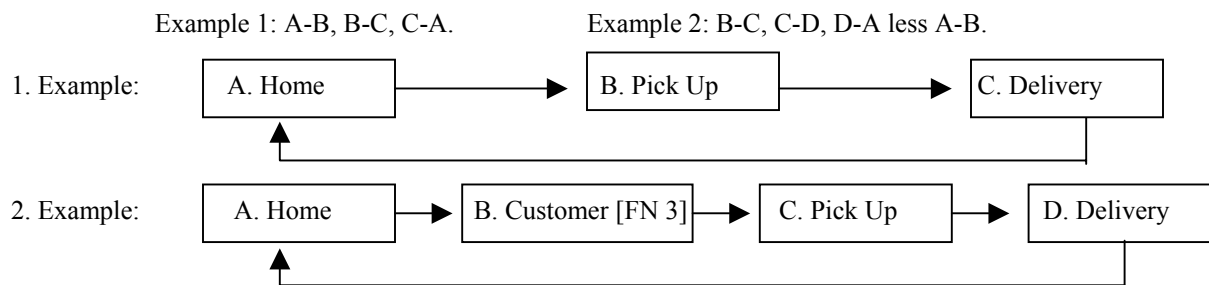 Example 1: A-B, B-C, C-A. Example 2: B-C, C-D, D-A less A-B.
1. Example: A. Home B. Pick Up C. Delivery
2. Example: A. Home B. Customer [FN 3] C. Pick Up D. Delivery